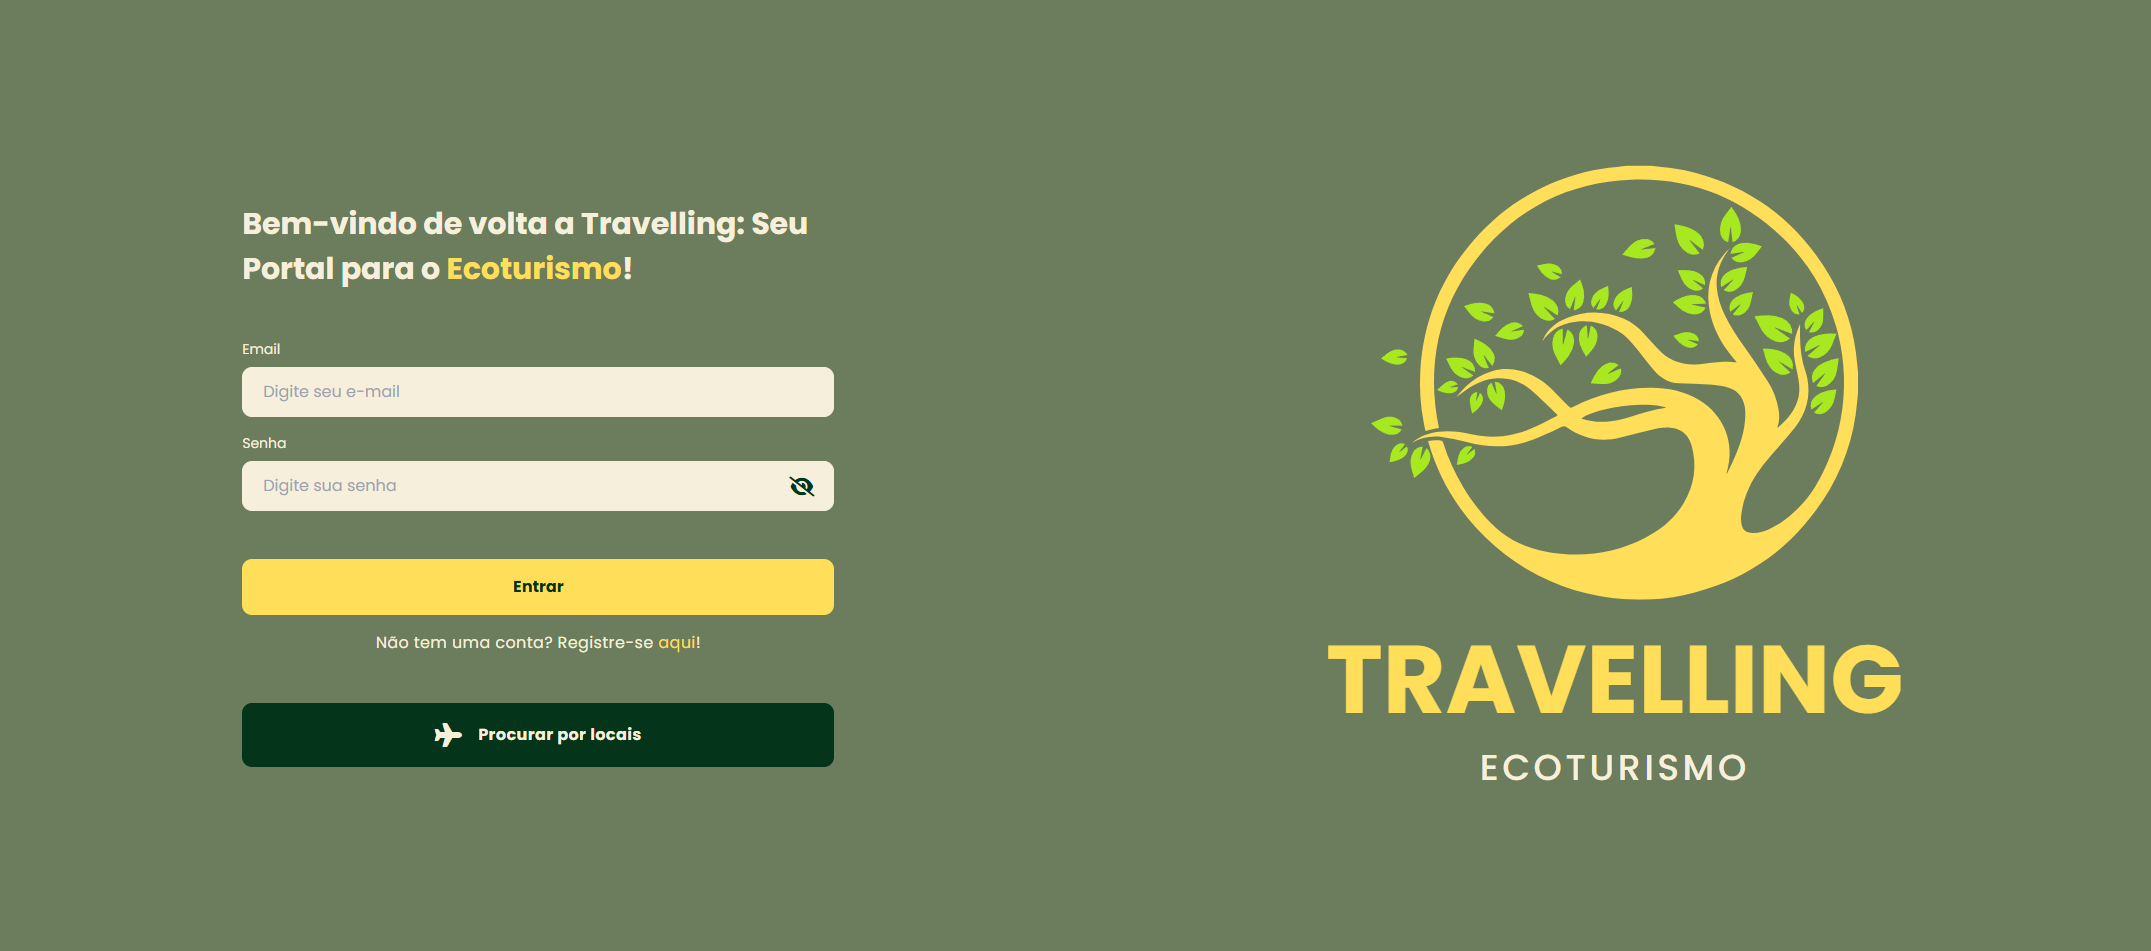 Bem-vindo de volta a Travelling: Seu
Portal para o Ecoturismo!
Email
Digite seu e-mail
Senha
Digite sua senha
Entrar
Não tem uma conta? Registre-se aqui!
Procurar por locais
TRAVELLING
ECOTURISMO